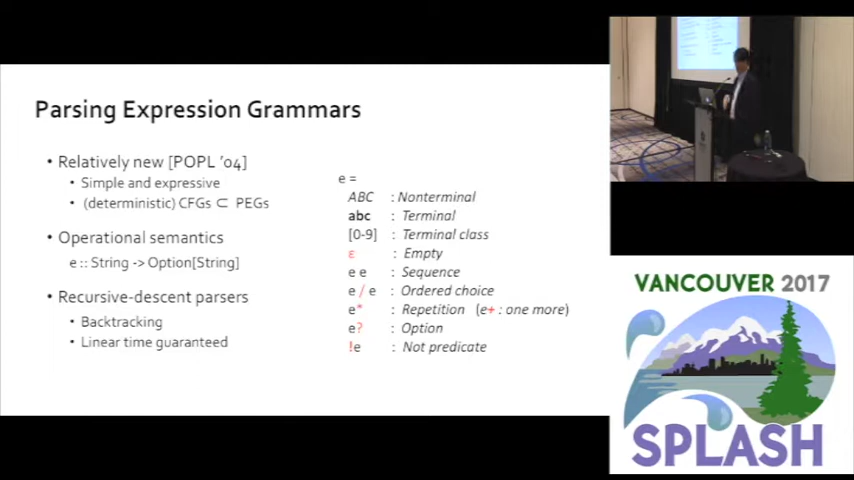 Parsing Expression Grammars
• Relatively new [POPL ’04]
• Simple and expressive
• (deterministic) CFGs ⊂ PEGs
• Operational semantics
e :: String -> Option[String]
• Recursive-descent parsers
• Backtracking
• Linear time guaranteed
e =
ABC : Nonterminal
abc : Terminal
[0-9] : Terminal class
ε : Empty
e e : Sequence
e / e : Ordered choice
e* : Repetition (e+ : one more)
e? : Option
!e : Not predicate
VANCOUVER 2017
SPLASH